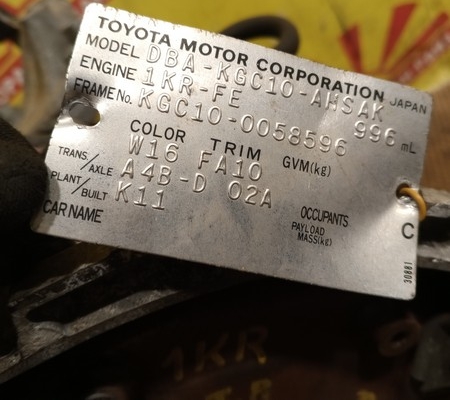 TOYOTA MOTOR CORPORATION JAPAN
MODEL DBA-KGC10-AHSAK
ENGINE 1KR-FE 996 mL
FRAME No. KGC10-0058596
COLOR TRIM GVM(kg)
W16 FA10
TRANS/AXLE A4B-D 02A
PLANT/BUILT K11
OCCUPANTS
CAR NAME
PAYLOAD MASS(kg)
C
30881
1KR